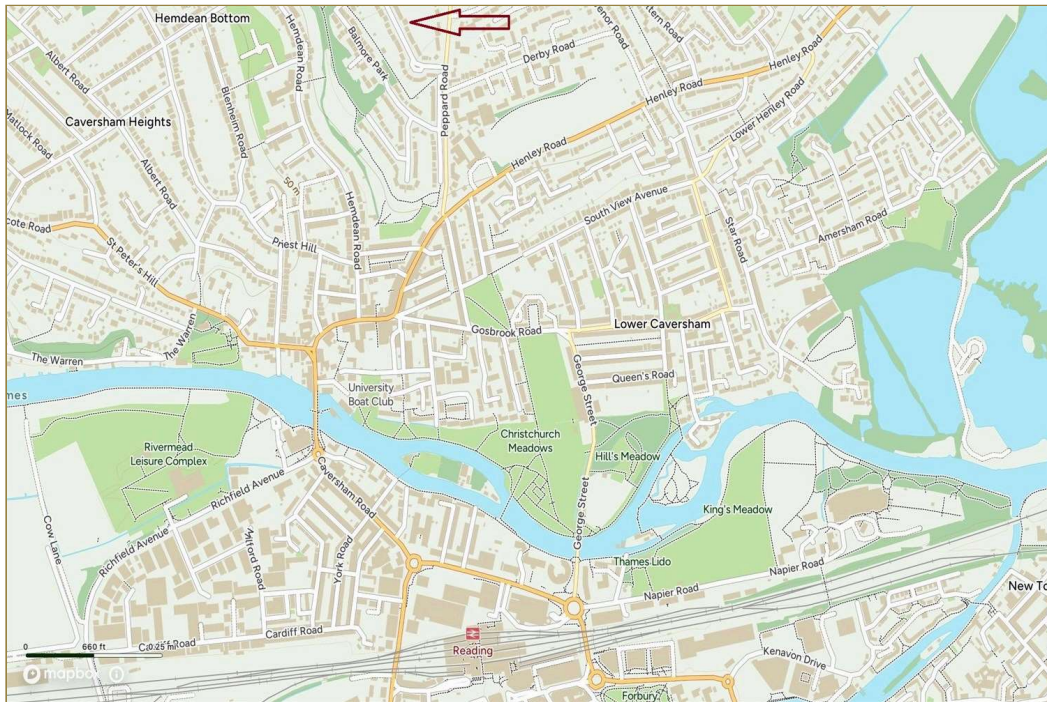 Hemdean Bottom
Hemdean Road
Balmore Park
Derby Road
Henley Road
Albert Road
Blenheim Road
Peppard Road
Henley Road
Lower Henley Road
Caversham Heights
Matlock Road
Henley Road
Albert Road
50 m
Hemdean Road
South View Avenue
Star Road
Amersham Road
cote Road
St Peter's Hill
Priest Hill
The Warren
The Warren
Gosbrook Road
Lower Caversham
George Street
Queen's Road
mes
University
Boat Club
Christchurch
Meadows
Hill's Meadow
Rivermead
Leisure Complex
Caversham Road
Richfield Avenue
George Street
King's Meadow
Cow Lane
Richfield Avenue
Milford Road
York Road
Thames Lido
Napier Road
Napier Road
New To
Cardiff Road
Reading
Kenavon Drive
0 660 ft 0.25 mi
mapbox
Forbury